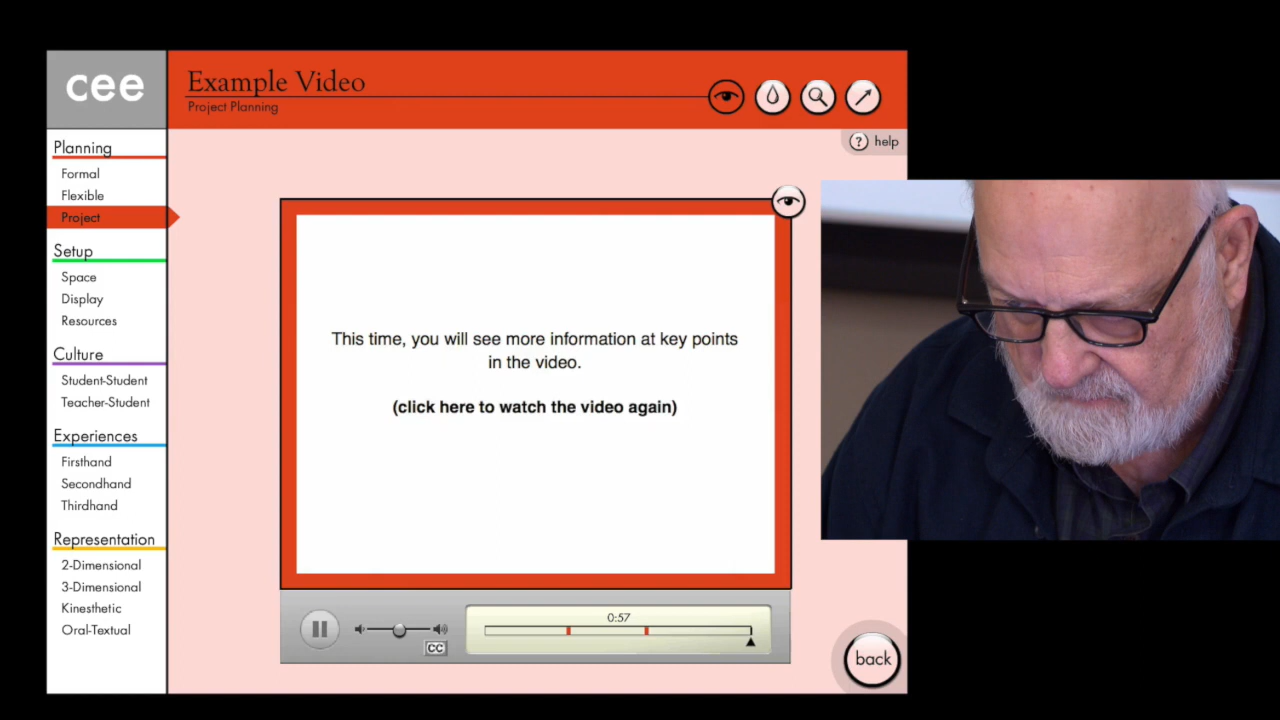 cee
Example Video
Project Planning
help
Planning
Formal
Flexible
Project
Setup
Space
Display
Resources
Culture
Student-Student
Teacher-Student
Experiences
Firsthand
Secondhand
Thirdhand
Representation
2-Dimensional
3-Dimensional
Kinesthetic
Oral-Textual
This time, you will see more information at key points
in the video.
(click here to watch the video again)
0:57
CC
back